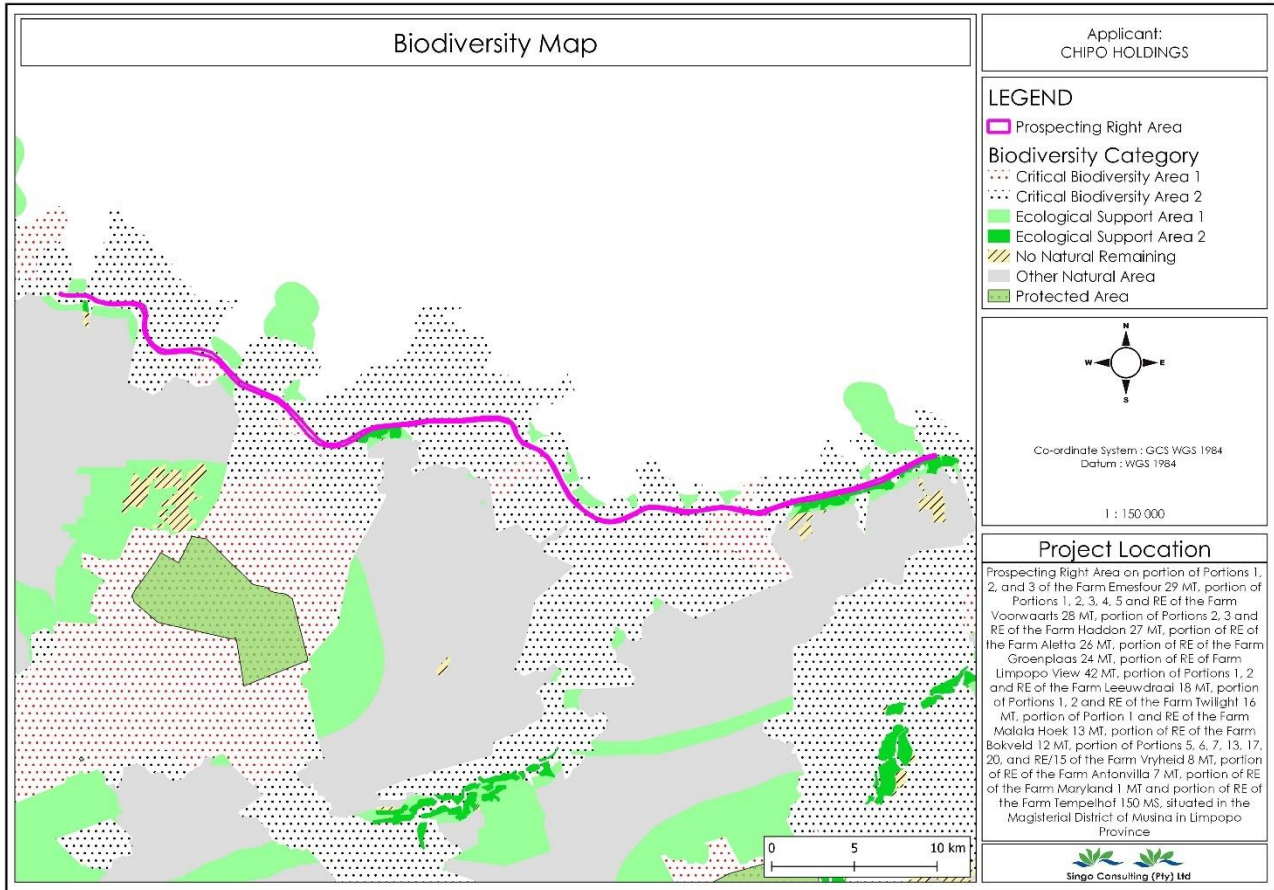 Biodiversity Map
Applicant:
CHIPO HOLDINGS
LEGEND
Prospecting Right Area
Biodiversity Category
Critical Biodiversity Area 1
Critical Biodiversity Area 2
Ecological Support Area 1
Ecological Support Area 2
No Natural Remaining
Other Natural Area
Protected Area
N
W E
S
Co-ordinate System : GCS WGS 1984
Datum : WGS 1984
1 : 150 000
Project Location
Prospecting Right Area on portion of Portions 1,
2, and 3 of the Farm Emesfour 29 MT, portion of
Portions 1, 2, 3, 4, 5 and RE of the Farm
Voorwaarts 28 MT, portion of Portions 2, 3 and
RE of the Farm Haddon 27 MT, portion of RE of
the Farm Aletta 26 MT, portion of RE of the Farm
Groenplaas 24 MT, portion of RE of Farm
Limpopo View 42 MT, portion of Portions 1, 2
and RE of the Farm Leeuwdraai 18 MT, portion
of Portions 1, 2 and RE of the Farm Twilight 16
MT, portion of Portion 1 and RE of the Farm
Malala Hoek 13 MT, portion of RE of the Farm
Bokveld 12 MT, portion of Portions 5, 6, 7, 13, 17,
20, and RE/15 of the Farm Vryheid 8 MT, portion
of RE of the Farm Antonvilla 7 MT, portion of RE
of the Farm Maryland 1 MT and portion of RE of
the Farm Tempelhof 150 MS, situated in the
Magisterial District of Musina in Limpopo
Province
0 5 10 km
Singo Consulting (Pty) Ltd